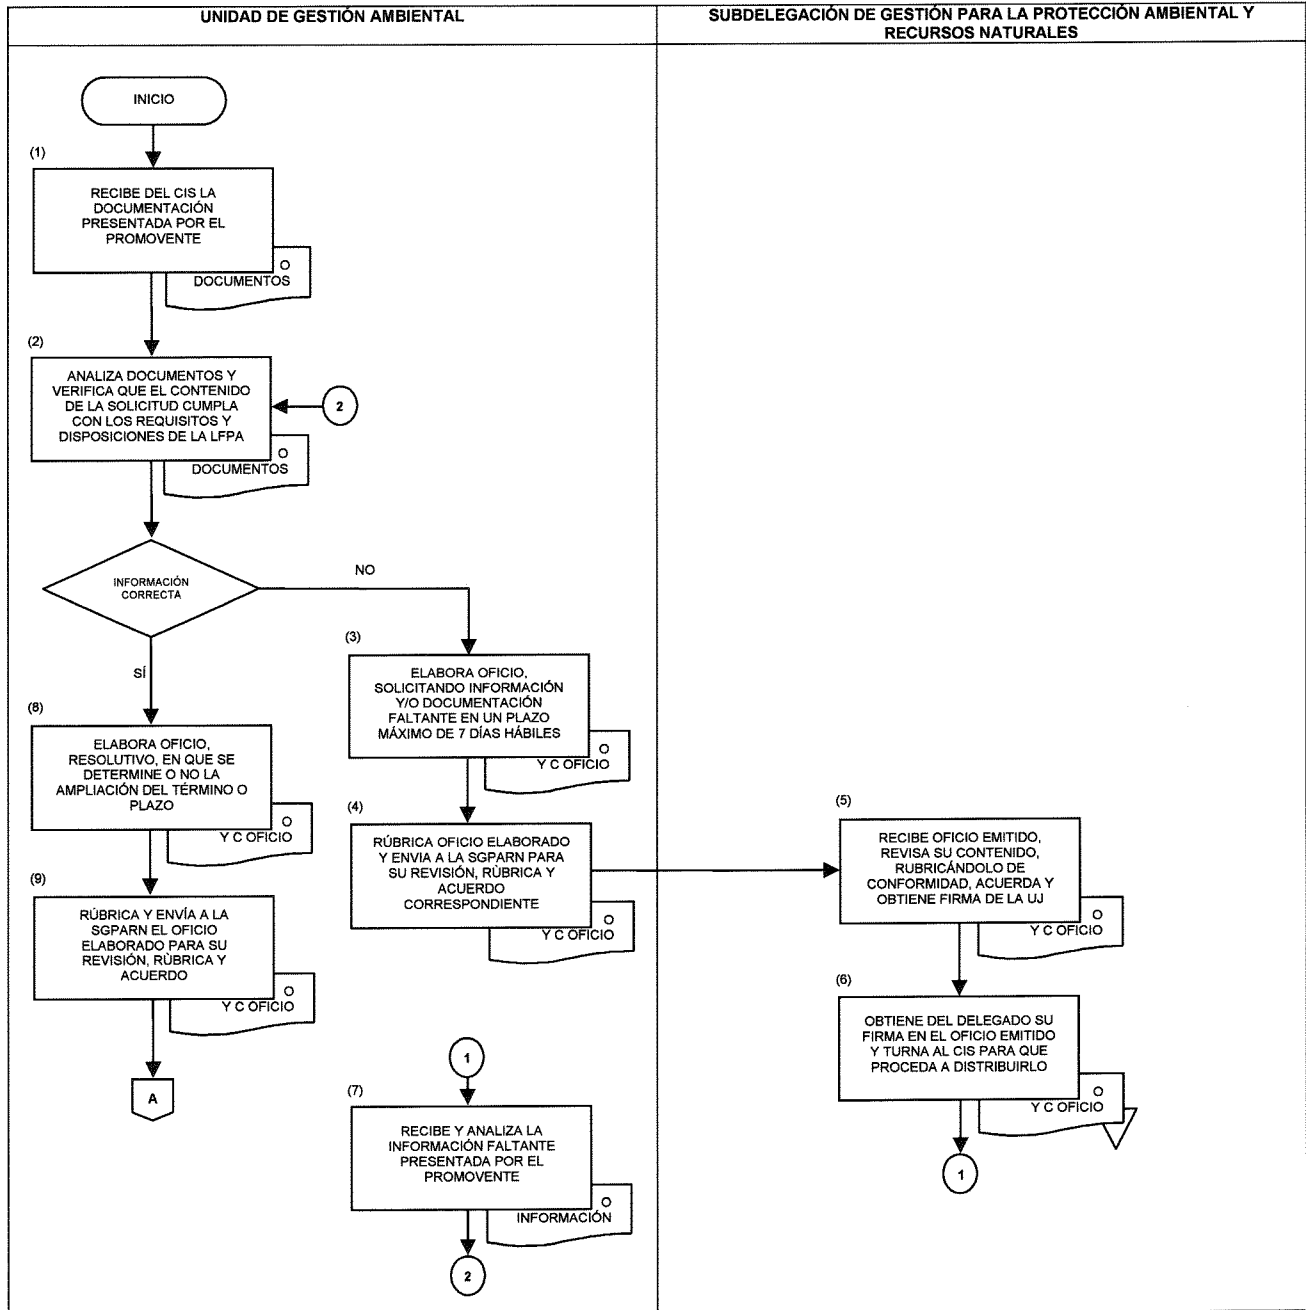 UNIDAD DE GESTIÓN AMBIENTAL
SUBDELEGACIÓN DE GESTIÓN PARA LA PROTECCIÓN AMBIENTAL Y
RECURSOS NATURALES
INICIO
(1)
RECIBE DEL CIS LA
DOCUMENTACIÓN
PRESENTADA POR EL
PROMOVENTE
O
DOCUMENTOS
(2)
ANALIZA DOCUMENTOS Y
VERIFICA QUE EL CONTENIDO
DE LA SOLICITUD CUMPLA
CON LOS REQUISITOS Y
DISPOSICIONES DE LA LFPA
2
O
DOCUMENTOS
INFORMACIÓN
CORRECTA
NO
SÍ
(3)
ELABORA OFICIO,
SOLICITANDO INFORMACIÓN
Y/O DOCUMENTACIÓN
FALTANTE EN UN PLAZO
MÁXIMO DE 7 DÍAS HÁBILES
O
Y C OFICIO
(8)
ELABORA OFICIO,
RESOLUTIVO, EN QUE SE
DETERMINE O NO LA
AMPLIACIÓN DEL TÉRMINO O
PLAZO
O
Y C OFICIO
(4)
RÚBRICA OFICIO ELABORADO
Y ENVIA A LA SGPARN PARA
SU REVISIÓN, RÙBRICA Y
ACUERDO
CORRESPONDIENTE
O
Y C OFICIO
(5)
RECIBE OFICIO EMITIDO,
REVISA SU CONTENIDO,
RUBRICÁNDOLO DE
CONFORMIDAD, ACUERDA Y
OBTIENE FIRMA DE LA UJ
O
Y C OFICIO
(9)
RÚBRICA Y ENVÍA A LA
SGPARN EL OFICIO
ELABORADO PARA SU
REVISIÓN, RÙBRICA Y
ACUERDO
O
Y C OFICIO
A
(6)
OBTIENE DEL DELEGADO SU
FIRMA EN EL OFICIO EMITIDO
Y TURNA AL CIS PARA QUE
PROCEDA A DISTRIBUIRLO
O
Y C OFICIO
1
1
(7)
RECIBE Y ANALIZA LA
INFORMACIÓN FALTANTE
PRESENTADA POR EL
PROMOVENTE
O
INFORMACIÓN
2